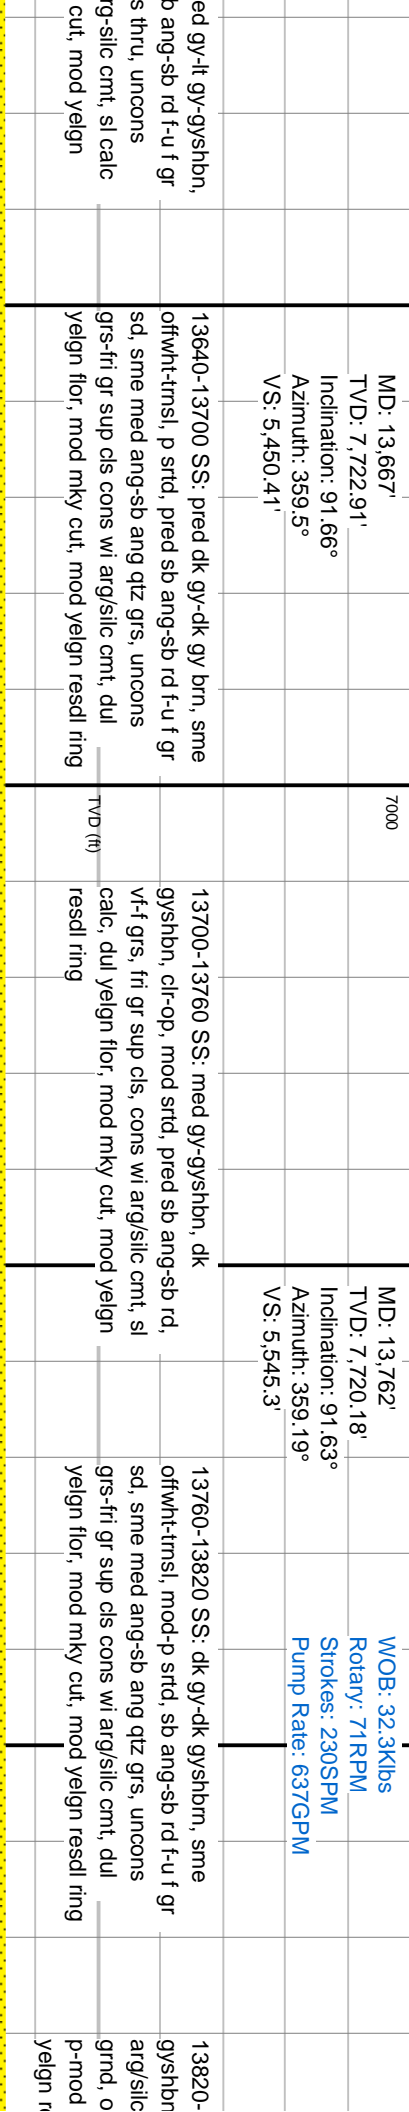 ed gy-lt gy-gyshbn,
b ang-sb rd f-u f gr
s thru, uncons
rg-silc cmt, sl calc
cut, mod yelgn
MD: 13,667'
TVD: 7,722.91'
Inclination: 91.66°
Azimuth: 359.5°
VS: 5,450.41'
13640-13700 SS: pred dk gy-dk gy brn, sme
offwht-trnsl, p srtd, pred sb ang-sb rd f-u f gr
sd, sme med ang-sb ang qtz grs, uncons
grs-fri gr sup cls cons wi arg/silc cmt, dul
yelgn flor, mod mky cut, mod yelgn resdl ring
7000
TVD (ft)
13700-13760 SS: med gy-gyshbn, dk
gyshbn, clr-op, mod srtd, pred sb ang-sb rd,
vf-f grs, fri gr sup cls, cons wi arg/silc cmt, sl
calc, dul yelgn flor, mod mky cut, mod yelgn
resdl ring
MD: 13,762'
TVD: 7,720.18'
Inclination: 91.63°
Azimuth: 359.19°
VS: 5,545.3'
13760-13820 SS: dk gy-dk gyshbrn, sme
offwht-trnsl, mod-p srtd, sb ang-sb rd f-u f gr
sd, sme med ang-sb ang qtz grs, uncons
grs-fri gr sup cls cons wi arg/silc cmt, dul
yelgn flor, mod mky cut, mod yelgn resdl ring
WOB: 32.3Klbs
Rotary: 71RPM
Strokes: 230SPM
Pump Rate: 637GPM
13820-
gyshbn
arg/silc
grnd, o
p-mod
yelgn re